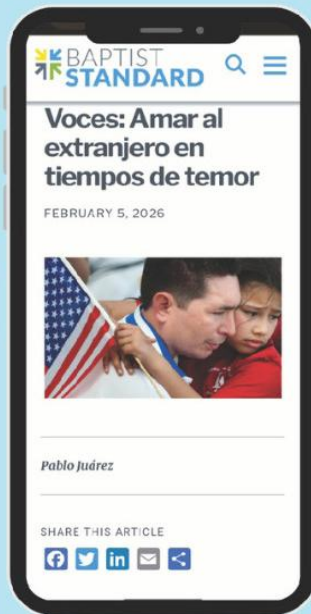 BAPTIST
STANDARD
Voces: Amar al
extranjero en
tiempos de temor
FEBRUARY 5, 2026
Pablo Juárez
SHARE THIS ARTICLE